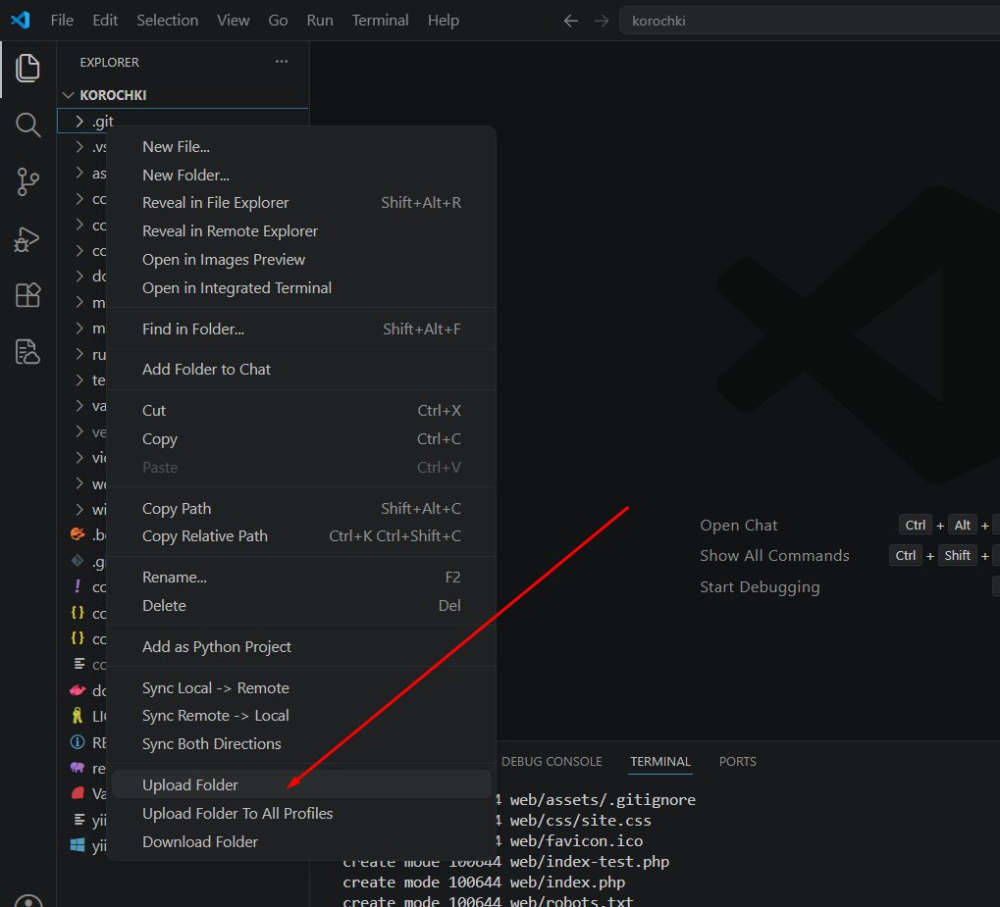 File Edit Selection View Go Run Terminal Help korochki
EXPLORER ...
KOROCHKI
.git
New File...
New Folder...
Reveal in File Explorer Shift+Alt+R
Reveal in Remote Explorer
Open in Images Preview
Open in Integrated Terminal
Find in Folder... Shift+Alt+F
Add Folder to Chat
Cut Ctrl+X
Copy Ctrl+C
Paste Ctrl+V
Copy Path Shift+Alt+C
Copy Relative Path Ctrl+K Ctrl+Shift+C
Rename... F2
Delete Del
Add as Python Project
Sync Local -> Remote
Sync Remote -> Local
Sync Both Directions
Upload Folder
Upload Folder To All Profiles
Download Folder
Open Chat Ctrl + Alt +
Show All Commands Ctrl + Shift +
Start Debugging
DEBUG CONSOLE TERMINAL PORTS
4 web/assets/.gitignore
4 web/css/site.css
4 web/favicon.ico
create mode 100644 web/index-test.php
create mode 100644 web/index.php
create mode 100644 web/robots.txt